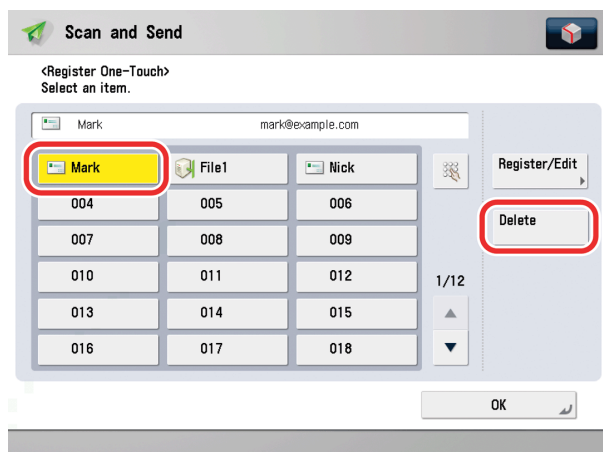 Scan and Send
<Register One-Touch>
Select an item.
Mark mark@example.com
Mark File1 Nick Register/Edit
004 005 006
Delete
007 008 009
010 011 012 1/12
013 014 015
016 017 018
OK